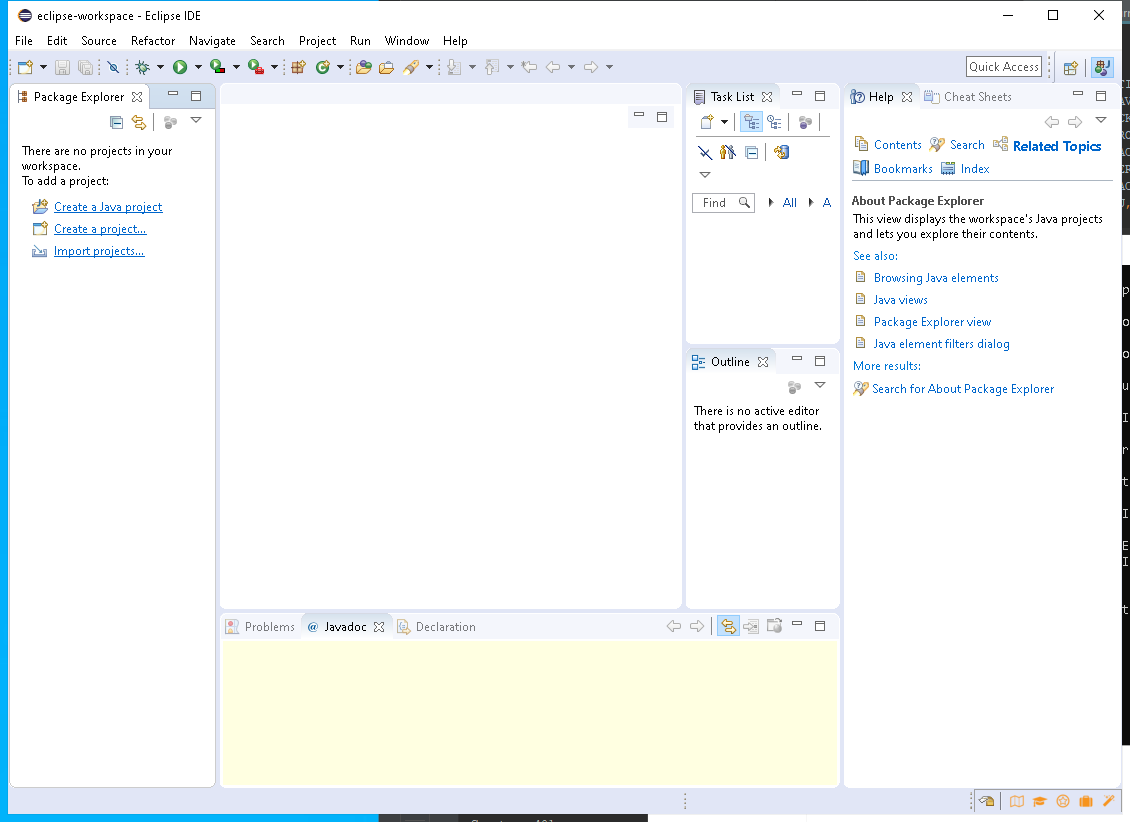 eclipse-workspace - Eclipse IDE
File Edit Source Refactor Navigate Search Project Run Window Help
Quick Access
Package Explorer
There are no projects in your
workspace.
To add a project:
Create a Java project
Create a project...
Import projects...
Task List
Find All A
Outline
There is no active editor
that provides an outline.
Help Cheat Sheets
Contents Search Related Topics
Bookmarks Index
About Package Explorer
This view displays the workspace's Java projects
and lets you explore their contents.
See also:
Browsing Java elements
Java views
Package Explorer view
Java element filters dialog
More results:
Search for About Package Explorer
Problems @ Javadoc Declaration